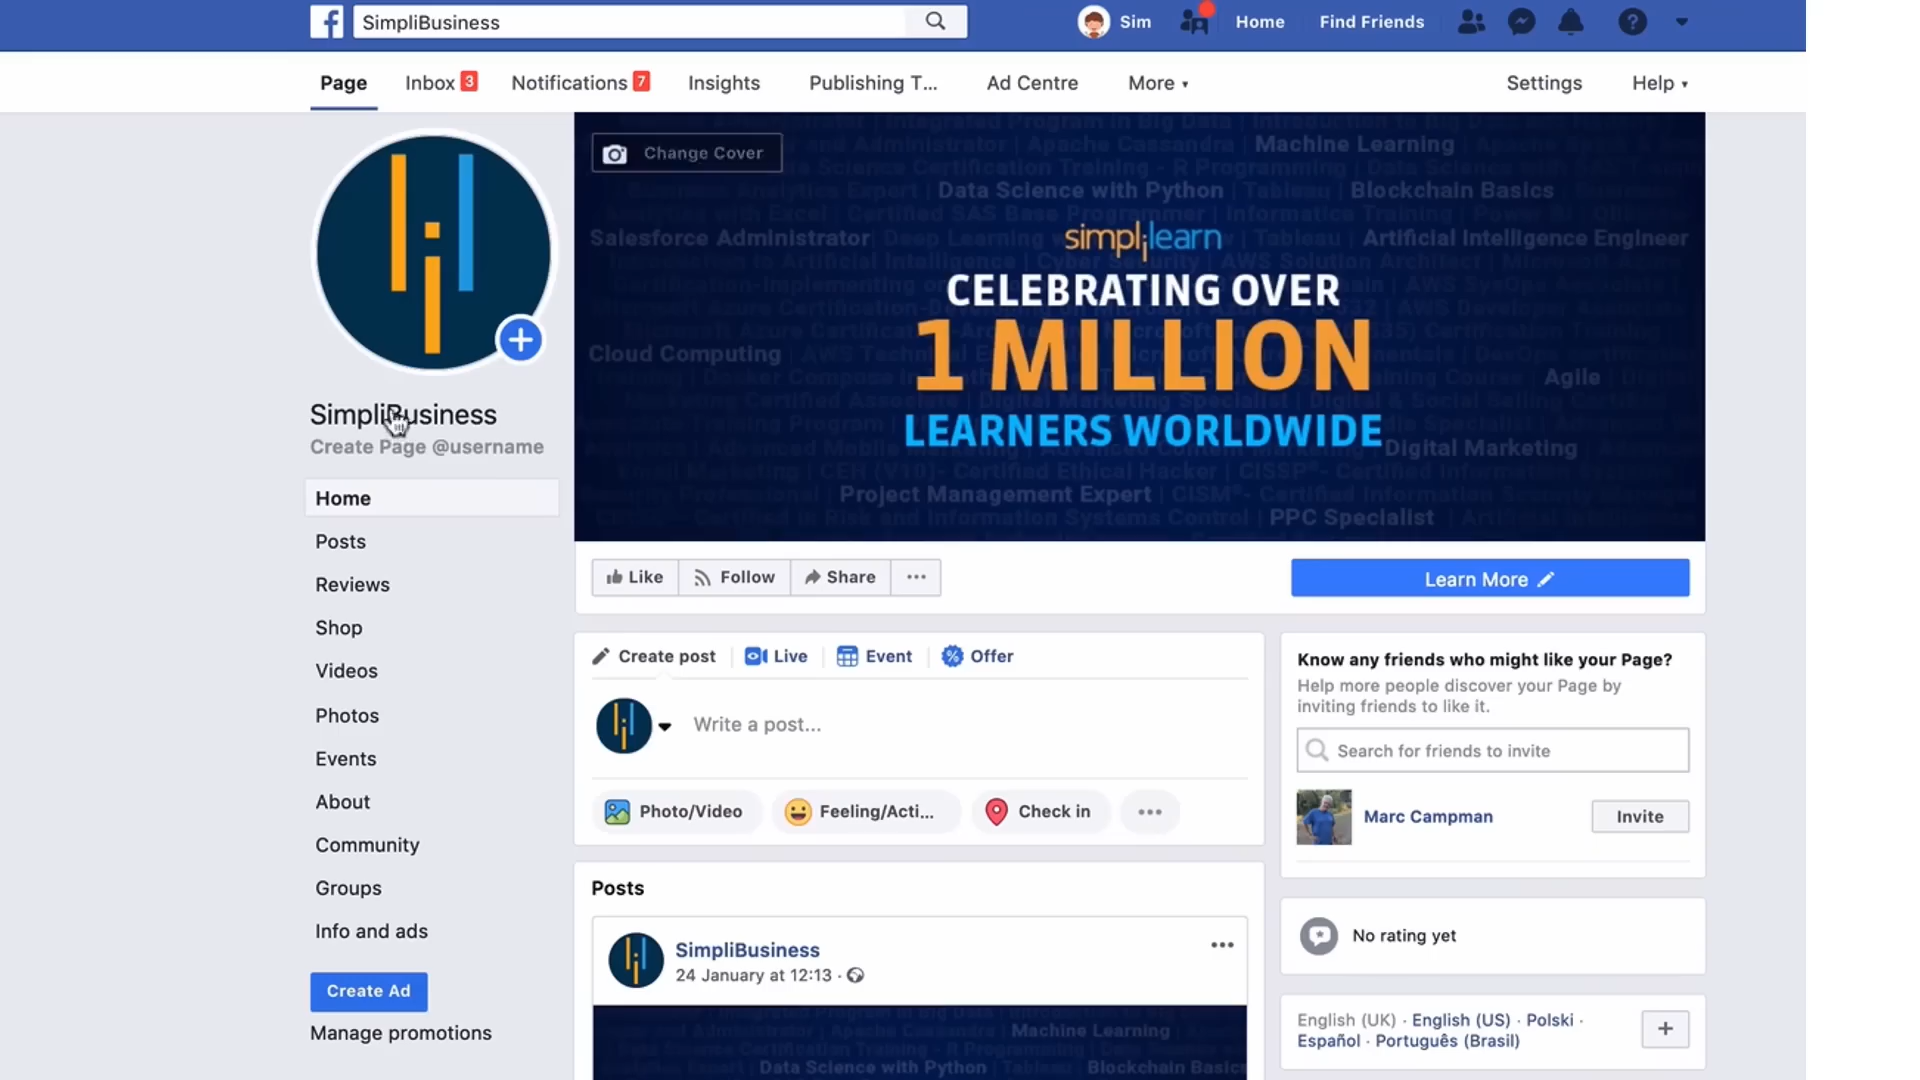 SimpliBusiness
Sim
Home
Find Friends
Page
Inbox 3
Notifications 7
Insights
Publishing T...
Ad Centre
More
Settings
Help
Change Cover
Machine Learning
Data Science with Python
Blockchain Basics
Salesforce Administrator
Artificial Intelligence Engineer
simplilearn
CELEBRATING OVER
1 MILLION
LEARNERS WORLDWIDE
Cloud Computing
Agile
Digital Marketing
Project Management Expert
PPC Specialist
SimpliBusiness
Create Page @username
Home
Posts
Reviews
Shop
Videos
Photos
Events
About
Community
Groups
Info and ads
Create Ad
Manage promotions
Like
Follow
Share
Learn More
Create post
Live
Event
Offer
Write a post...
Photo/Video
Feeling/Acti...
Check in
Posts
SimpliBusiness
24 January at 12:13 ·
Machine Learning
Data Science with Python
Blockchain Basics
Know any friends who might like your Page?
Help more people discover your Page by
inviting friends to like it.
Search for friends to invite
Marc Campman
Invite
No rating yet
English (UK) · English (US) · Polski ·
Español · Português (Brasil)